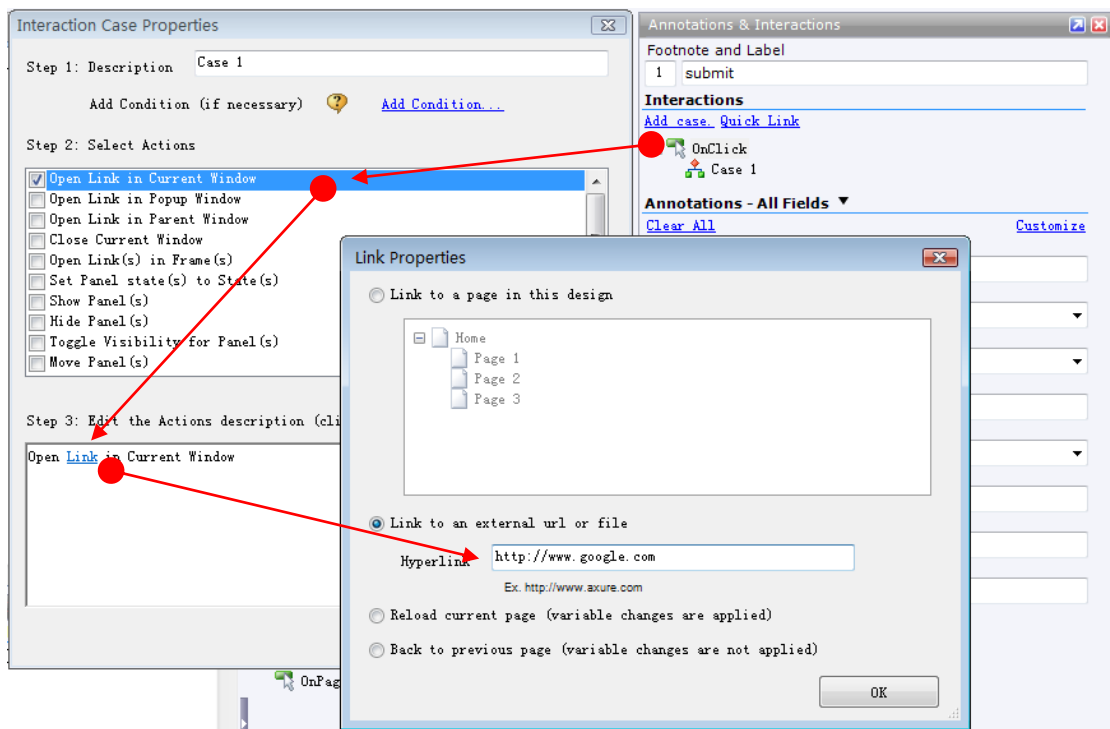 Interaction Case Properties
Step 1: Description
Case 1
Add Condition (if necessary)
Add Condition...
Step 2: Select Actions
Open Link in Current Window
Open Link in Popup Window
Open Link in Parent Window
Close Current Window
Open Link(s) in Frame(s)
Set Panel state(s) to State(s)
Show Panel(s)
Hide Panel(s)
Toggle Visibility for Panel(s)
Move Panel(s)
Step 3: Edit the Actions description (cli
Open Link in Current Window
Annotations & Interactions
Footnote and Label
1 submit
Interactions
Add case. Quick Link
OnClick
Case 1
Annotations - All Fields ▼
Clear All
Customize
Link Properties
Link to a page in this design
Home
Page 1
Page 2
Page 3
Link to an external url or file
Hyperlink
http://www.google.com
Ex. http://www.axure.com
Reload current page (variable changes are applied)
Back to previous page (variable changes are not applied)
OK
OnPag